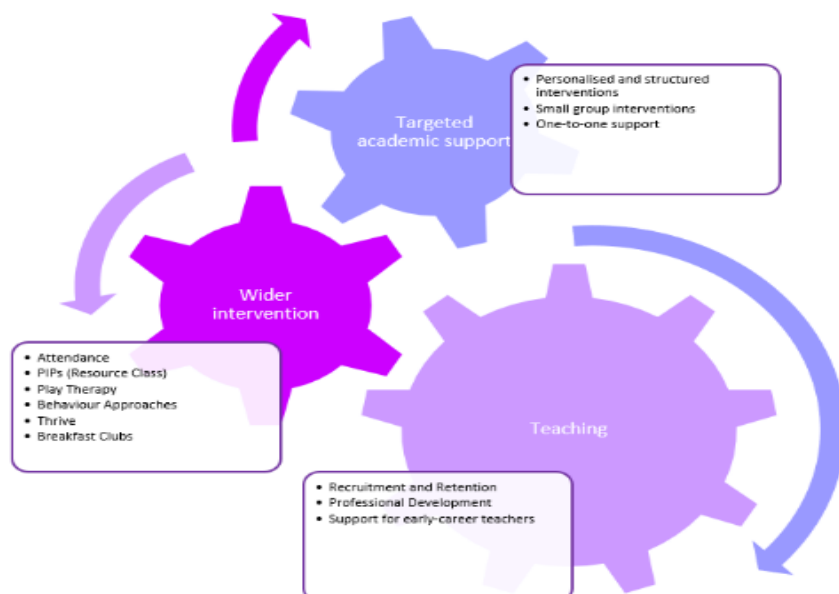 Targeted
academic support
• Personalised and structured
interventions
• Small group interventions
• One-to-one support
Wider
intervention
• Attendance
• PIPs (Resource Class)
• Play Therapy
• Behaviour Approaches
• Thrive
• Breakfast Clubs
Teaching
• Recruitment and Retention
• Professional Development
• Support for early-career teachers